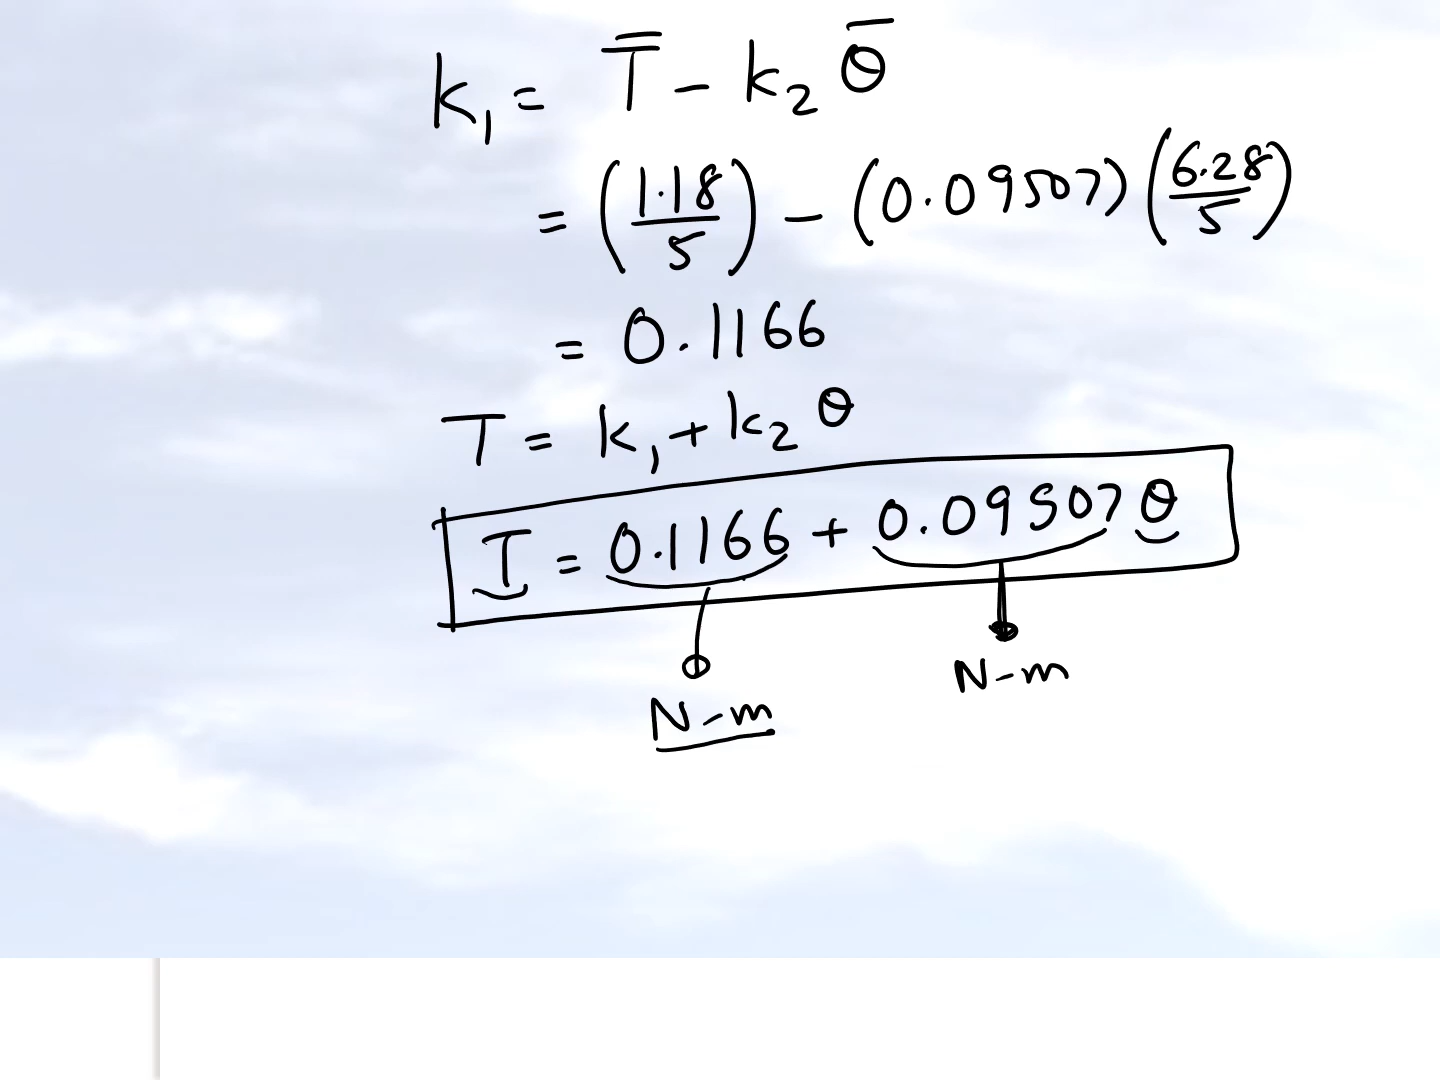 k₁ = T̄ - k₂ θ̄
= (1.18/5) - (0.09507) (6.28/5)
= 0.1166
T = k₁ + k₂ θ
T = 0.1166 + 0.09507 θ
N-m
N-m